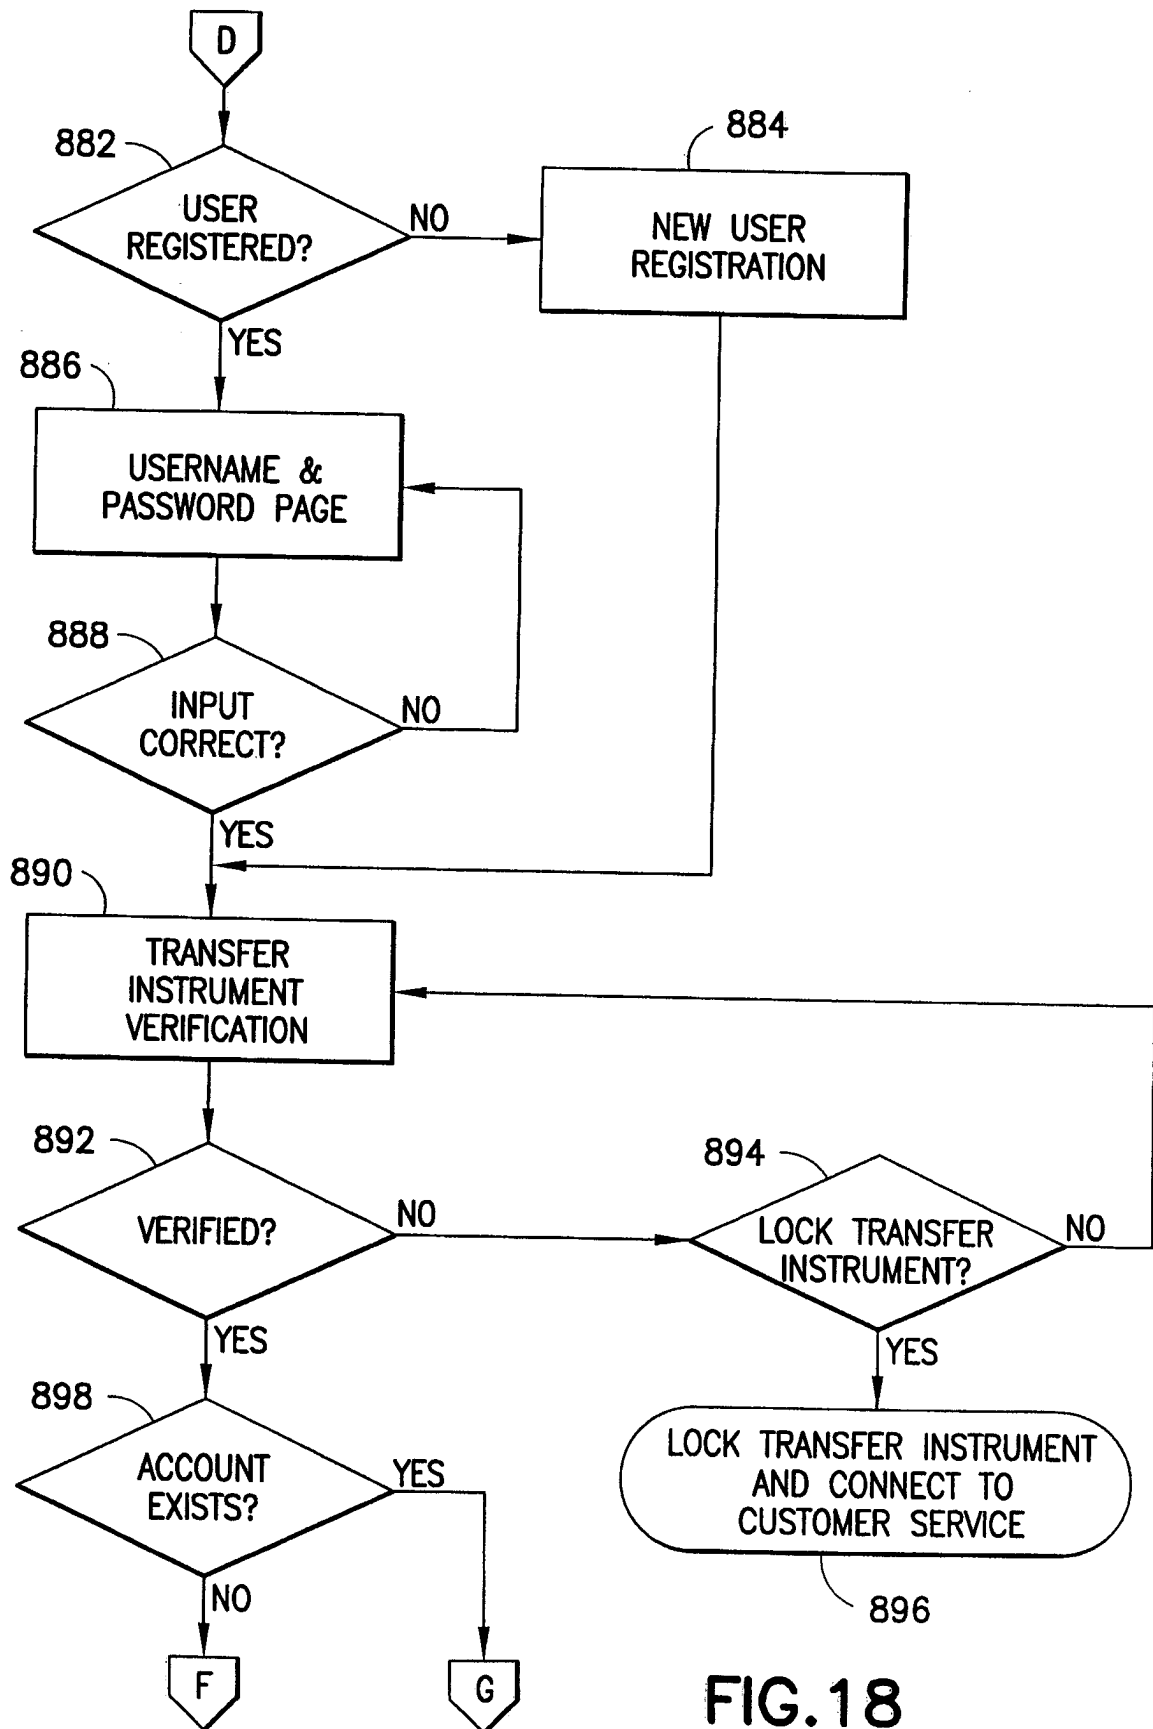 D
882
884
USER
REGISTERED?
NO
NEW USER
REGISTRATION
YES
886
USERNAME &
PASSWORD PAGE
888
INPUT
CORRECT?
NO
YES
890
TRANSFER
INSTRUMENT
VERIFICATION
892
894
VERIFIED?
NO
LOCK TRANSFER
INSTRUMENT?
NO
YES
YES
898
ACCOUNT
EXISTS?
YES
LOCK TRANSFER INSTRUMENT
AND CONNECT TO
CUSTOMER SERVICE
NO
896
F
G
FIG.18